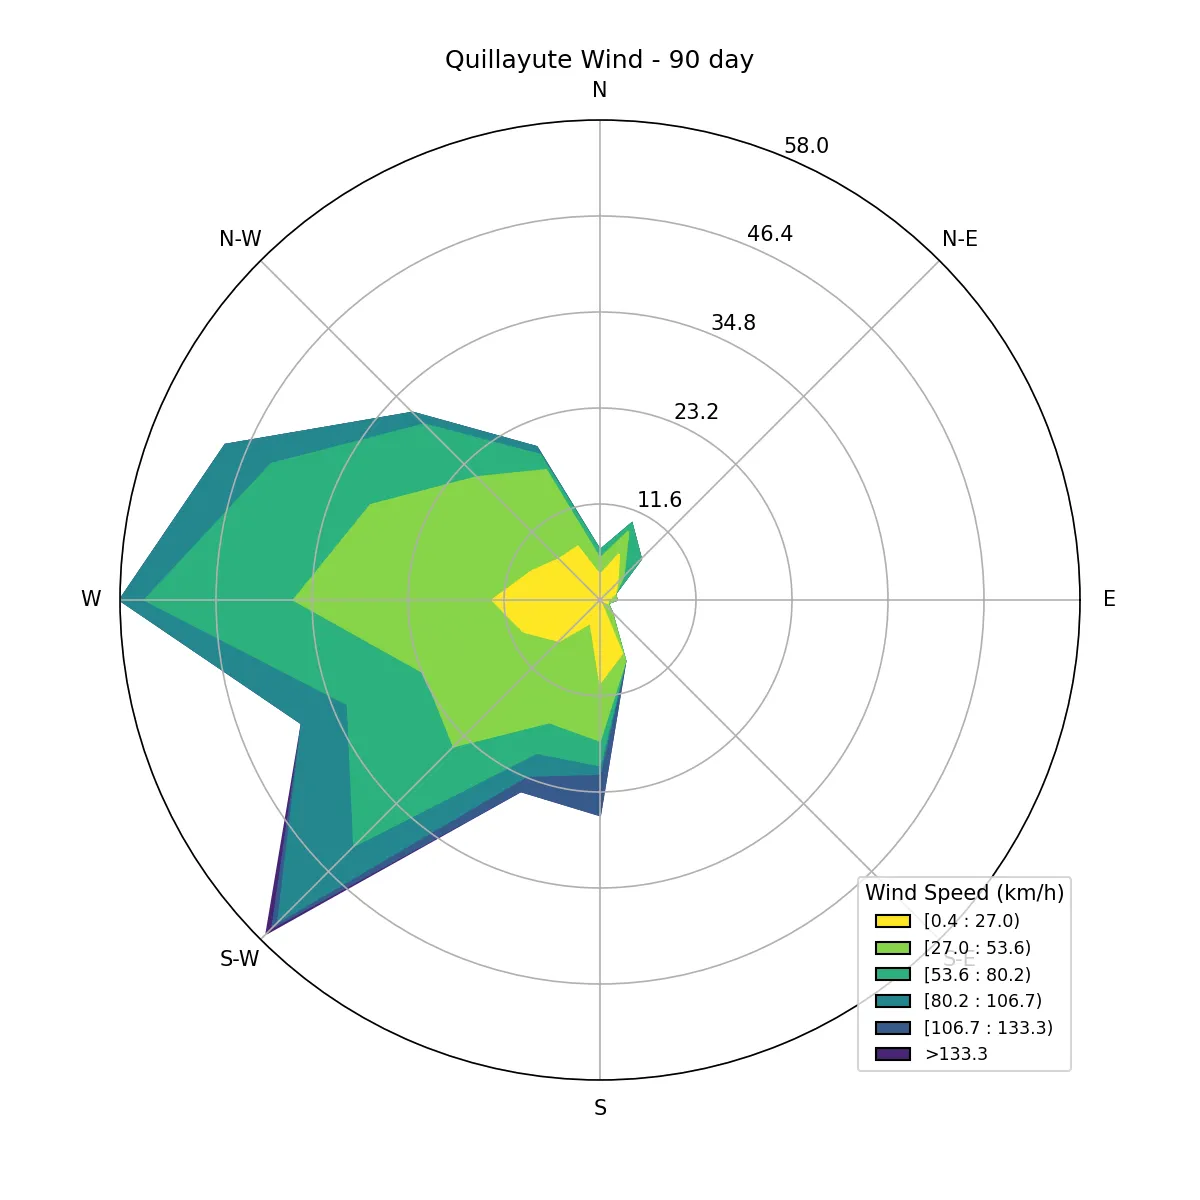 Quillayute Wind - 90 day
N
58.0
N-W
46.4
N-E
34.8
23.2
11.6
W
E
S-W
S-E
S
Wind Speed (km/h)
[0.4 : 27.0)
[27.0 : 53.6)
[53.6 : 80.2)
[80.2 : 106.7)
[106.7 : 133.3)
>133.3